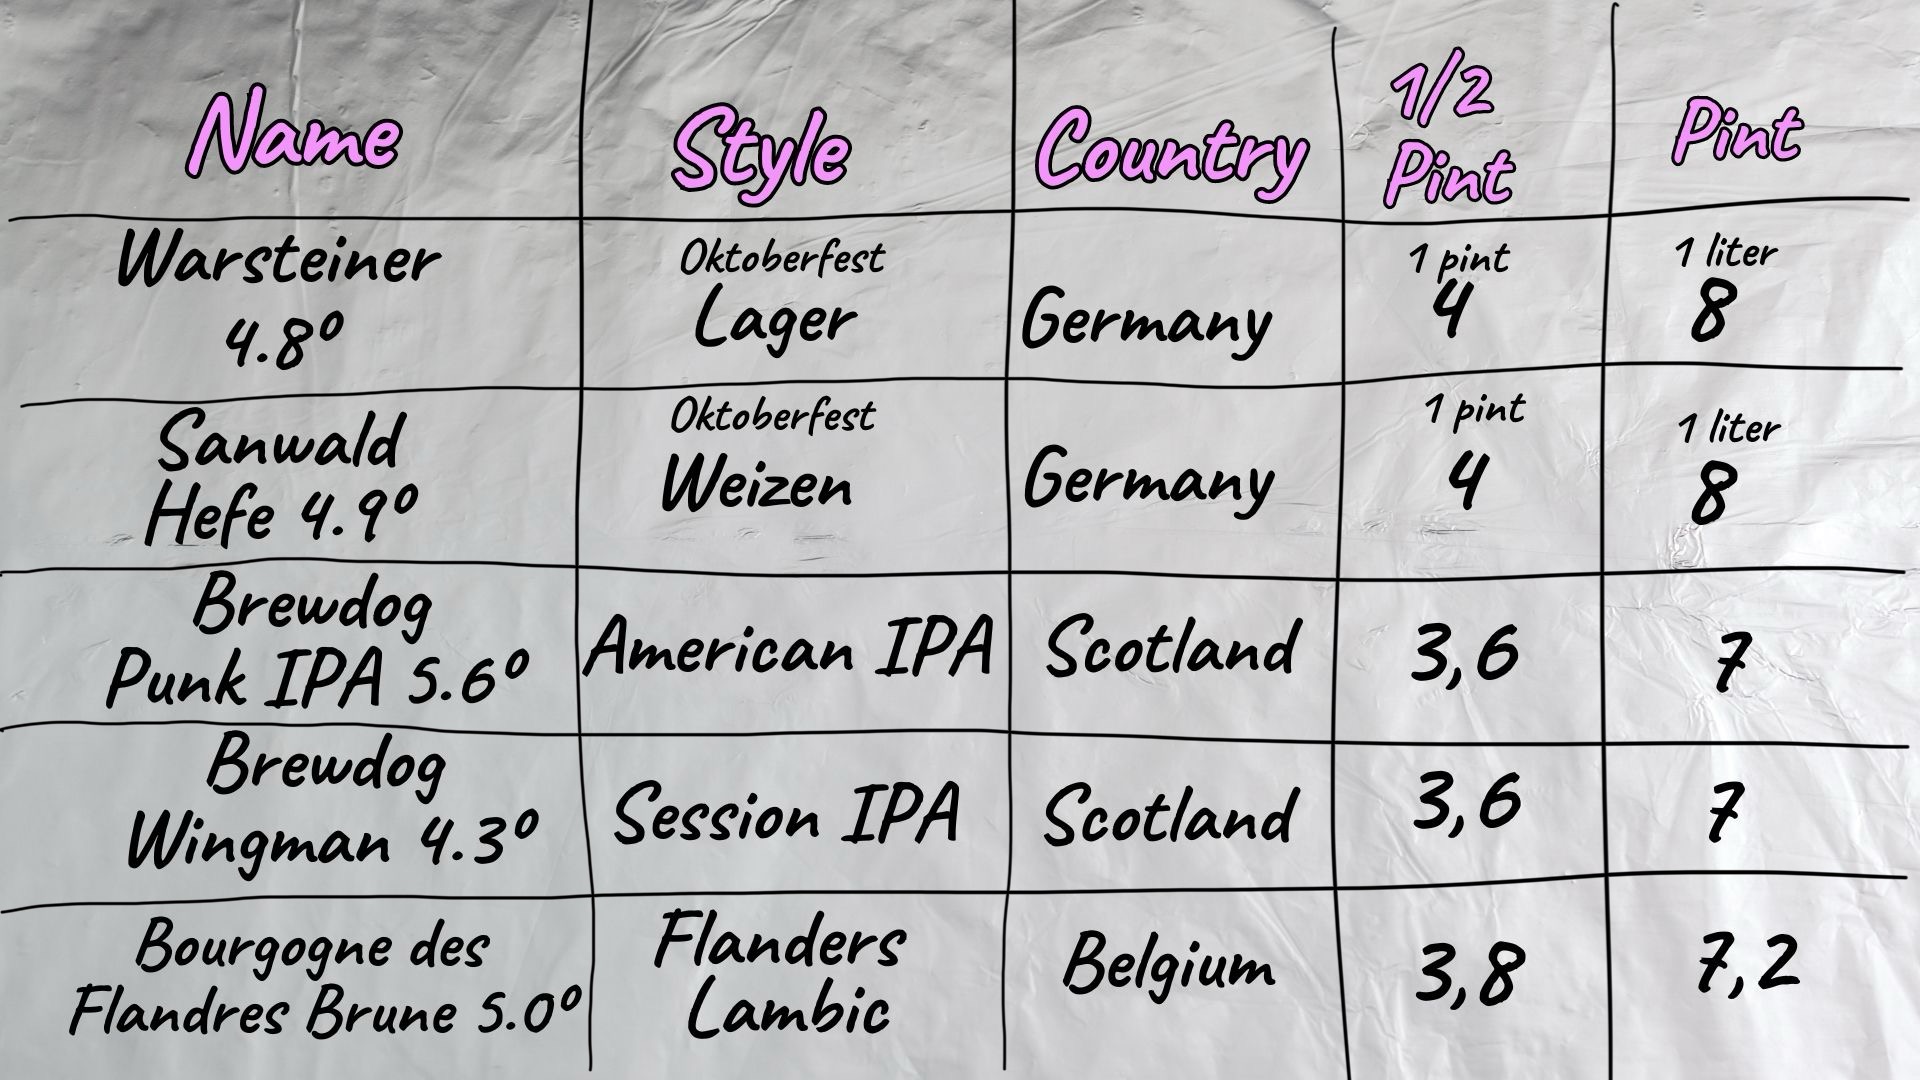 Name Style Country 1/2 Pint Pint
Warsteiner 4.8º Oktoberfest Lager Germany 1 pint 4 1 liter 8
Sanwald Hefe 4.9º Oktoberfest Weizen Germany 1 pint 4 1 liter 8
Brewdog Punk IPA 5.6º American IPA Scotland 3,6 7
Brewdog Wingman 4.3º Session IPA Scotland 3,6 7
Bourgogne des Flandres Brune 5.0º Flanders Lambic Belgium 3,8 7,2